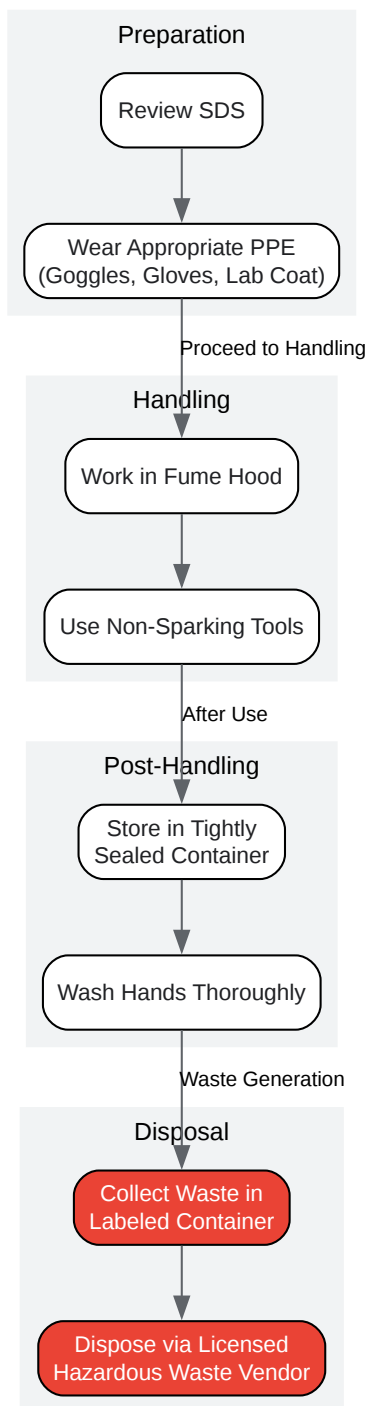 Preparation
Review SDS
Wear Appropriate PPE
(Goggles, Gloves, Lab Coat)
Proceed to Handling
Handling
Work in Fume Hood
Use Non-Sparking Tools
After Use
Post-Handling
Store in Tightly
Sealed Container
Wash Hands Thoroughly
Waste Generation
Disposal
Collect Waste in
Labeled Container
Dispose via Licensed
Hazardous Waste Vendor